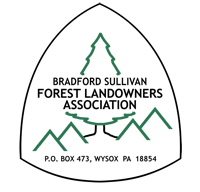 BRADFORD SULLIVAN
FOREST LANDOWNERS
ASSOCIATION
P.O. BOX 473, WYSOX PA 18854